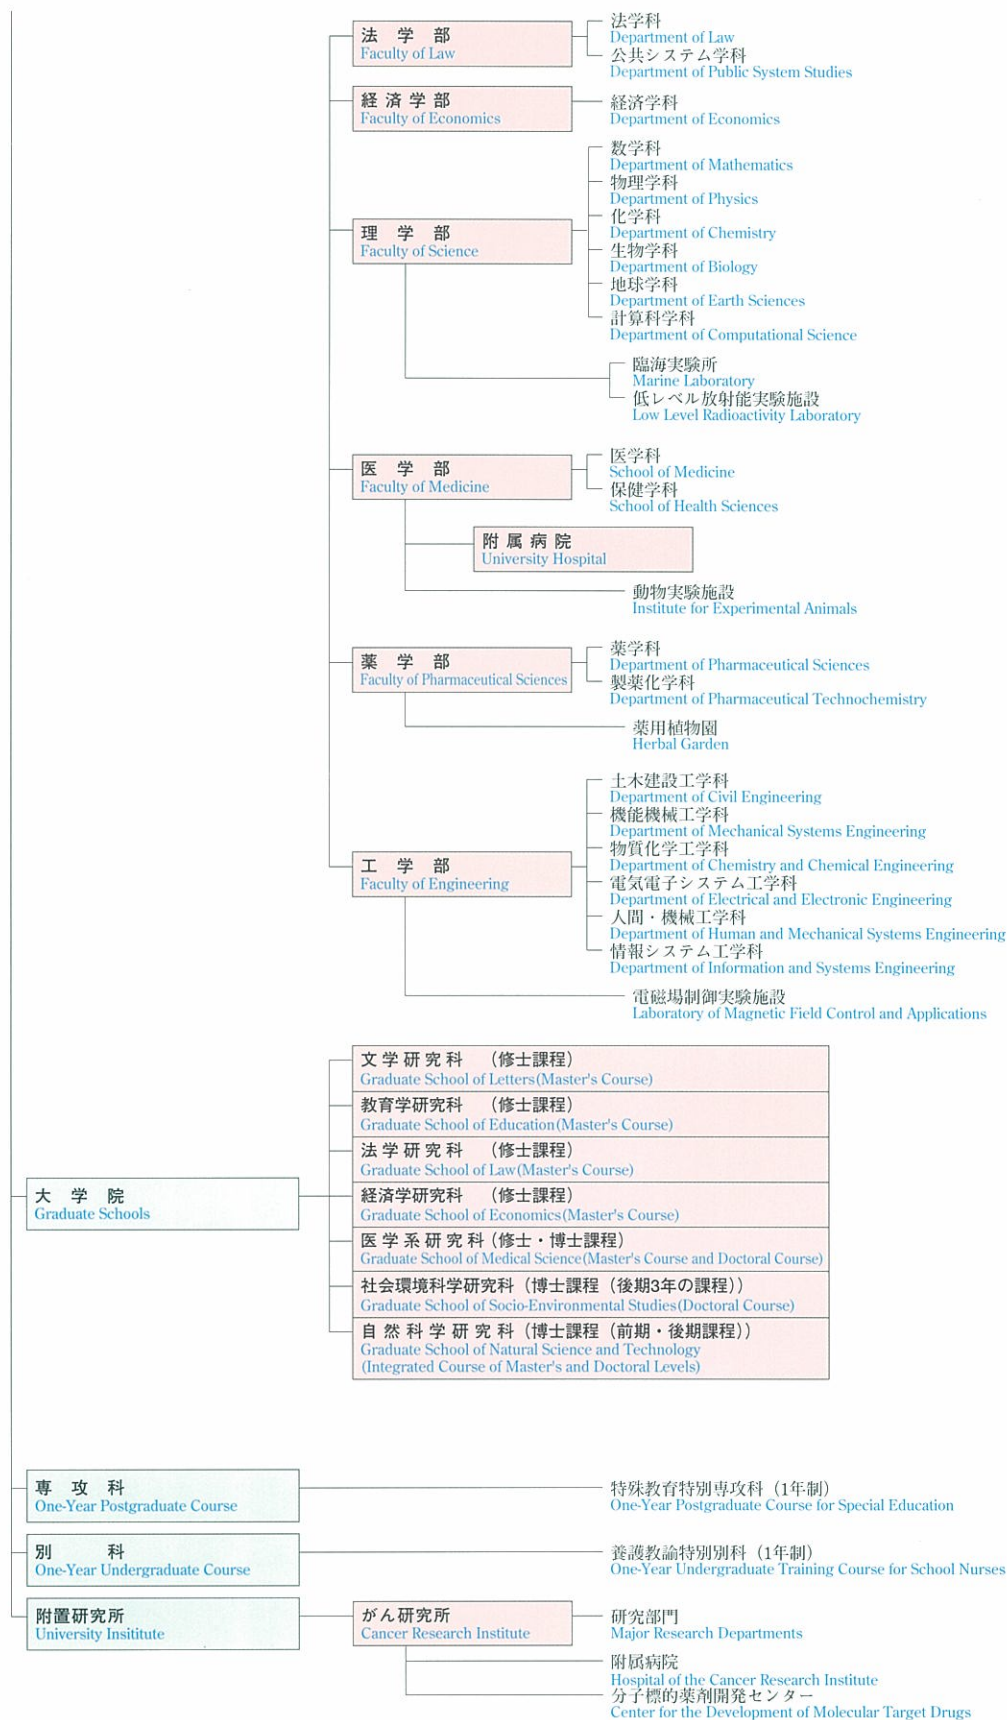 法学部
Faculty of Law
法学科
Department of Law
公共システム学科
Department of Public System Studies
経済学部
Faculty of Economics
経済学科
Department of Economics
理学部
Faculty of Science
数学科
Department of Mathematics
物理学科
Department of Physics
化学科
Department of Chemistry
生物学科
Department of Biology
地球学科
Department of Earth Sciences
計算科学科
Department of Computational Science
臨海実験所
Marine Laboratory
低レベル放射能実験施設
Low Level Radioactivity Laboratory
医学部
Faculty of Medicine
医学科
School of Medicine
保健学科
School of Health Sciences
附属病院
University Hospital
動物実験施設
Institute for Experimental Animals
薬学部
Faculty of Pharmaceutical Sciences
薬学科
Department of Pharmaceutical Sciences
製薬化学科
Department of Pharmaceutical Technochemistry
薬用植物園
Herbal Garden
工学部
Faculty of Engineering
土木建設工学科
Department of Civil Engineering
機能機械工学科
Department of Mechanical Systems Engineering
物質化学工学科
Department of Chemistry and Chemical Engineering
電気電子システム工学科
Department of Electrical and Electronic Engineering
人間・機械工学科
Department of Human and Mechanical Systems Engineering
情報システム工学科
Department of Information and Systems Engineering
電磁場制御実験施設
Laboratory of Magnetic Field Control and Applications
大学院
Graduate Schools
文学研究科 (修士課程)
Graduate School of Letters(Master's Course)
教育学研究科 (修士課程)
Graduate School of Education(Master's Course)
法学研究科 (修士課程)
Graduate School of Law(Master's Course)
経済学研究科 (修士課程)
Graduate School of Economics(Master's Course)
医学系研究科(修士・博士課程)
Graduate School of Medical Science(Master's Course and Doctoral Course)
社会環境科学研究科(博士課程(後期3年の課程))
Graduate School of Socio-Environmental Studies(Doctoral Course)
自然科学研究科(博士課程(前期・後期課程))
Graduate School of Natural Science and Technology
(Integrated Course of Master's and Doctoral Levels)
専攻科
One-Year Postgraduate Course
特殊教育特別専攻科(1年制)
One-Year Postgraduate Course for Special Education
別科
One-Year Undergraduate Course
養護教諭特別別科(1年制)
One-Year Undergraduate Training Course for School Nurses
附置研究所
University Insititute
がん研究所
Cancer Research Institute
研究部門
Major Research Departments
附属病院
Hospital of the Cancer Research Institute
分子標的薬剤開発センター
Center for the Development of Molecular Target Drugs